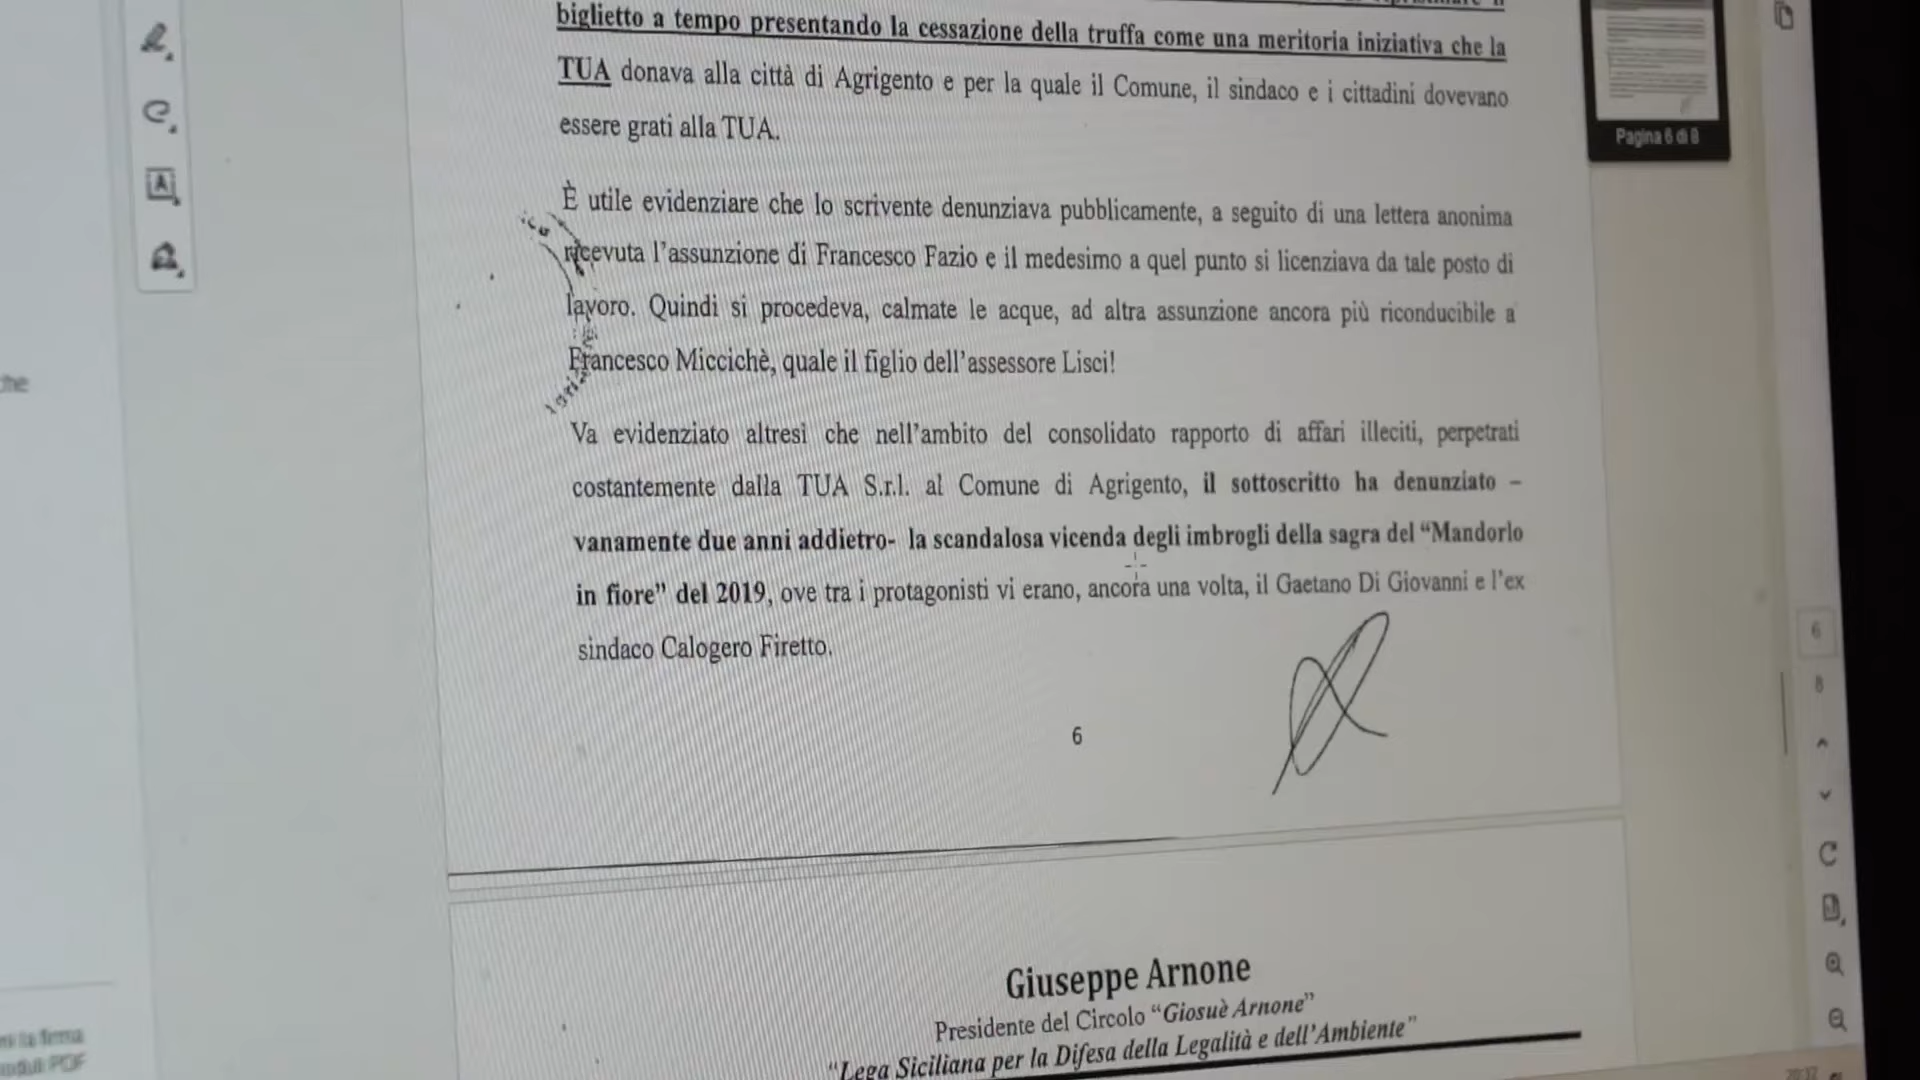 biglietto a tempo presentando la cessazione della truffa come una meritoria iniziativa che la
TUA donava alla città di Agrigento e per la quale il Comune, il sindaco e i cittadini dovevano
essere grati alla TUA.
È utile evidenziare che lo scrivente denunziava pubblicamente, a seguito di una lettera anonima
ricevuta l'assunzione di Francesco Fazio e il medesimo a quel punto si licenziava da tale posto di
lavoro. Quindi si procedeva, calmate le acque, ad altra assunzione ancora più riconducibile a
Francesco Miccichè, quale il figlio dell'assessore Lisci!
Va evidenziato altresì che nell'ambito del consolidato rapporto di affari illeciti, perpetrati
costantemente dalla TUA S.r.l. al Comune di Agrigento, il sottoscritto ha denunziato –
vanamente due anni addietro- la scandalosa vicenda degli imbrogli della sagra del "Mandorlo
in fiore" del 2019, ove tra i protagonisti vi erano, ancora una volta, il Gaetano Di Giovanni e l'ex
sindaco Calogero Firetto.
6
Giuseppe Arnone
Presidente del Circolo "Giosuè Arnone"
"Lega Siciliana per la Difesa della Legalità e dell'Ambiente"
Pagina 6 di 8
6
8
la firma
PDF
20:37